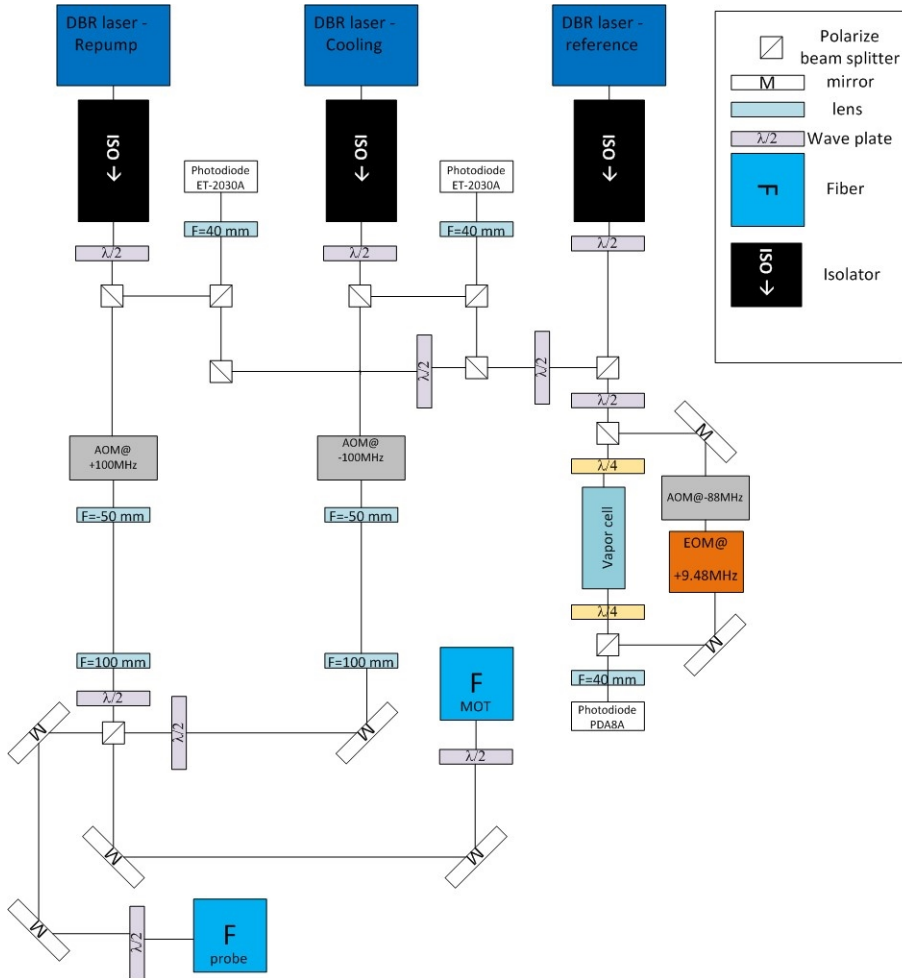 DBR laser -
Repump
DBR laser -
Cooling
DBR laser -
reference
Polarize
beam splitter
M
mirror
lens
λ/2
Wave plate
F
Fiber
ISO →
Isolator
ISO →
ISO →
ISO →
Photodiode
ET-2030A
Photodiode
ET-2030A
F=40 mm
F=40 mm
λ/2
λ/2
λ/2
λ/2
λ/2
λ/2
M
AOM@
+100MHz
AOM@
-100MHz
λ/4
AOM@-88MHz
F=-50 mm
F=-50 mm
Vapor cell
EOM@
+9.48MHz
λ/4
M
F=100 mm
F=100 mm
F
MOT
F=40 mm
Photodiode
PDA8A
λ/2
M
λ/2
M
λ/2
M
M
M
λ/2
F
probe